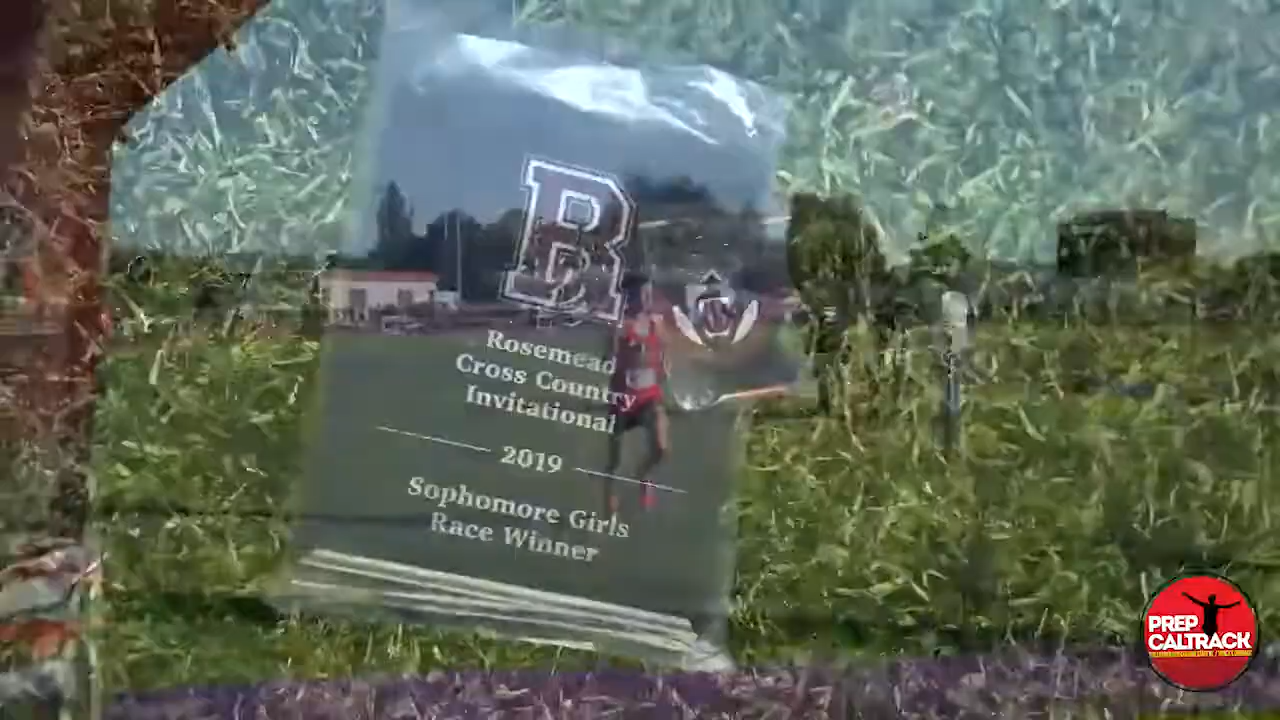 R
Rosemead
Cross Country
Invitational
2019
Sophomore Girls
Race Winner
PREP
CALTRACK